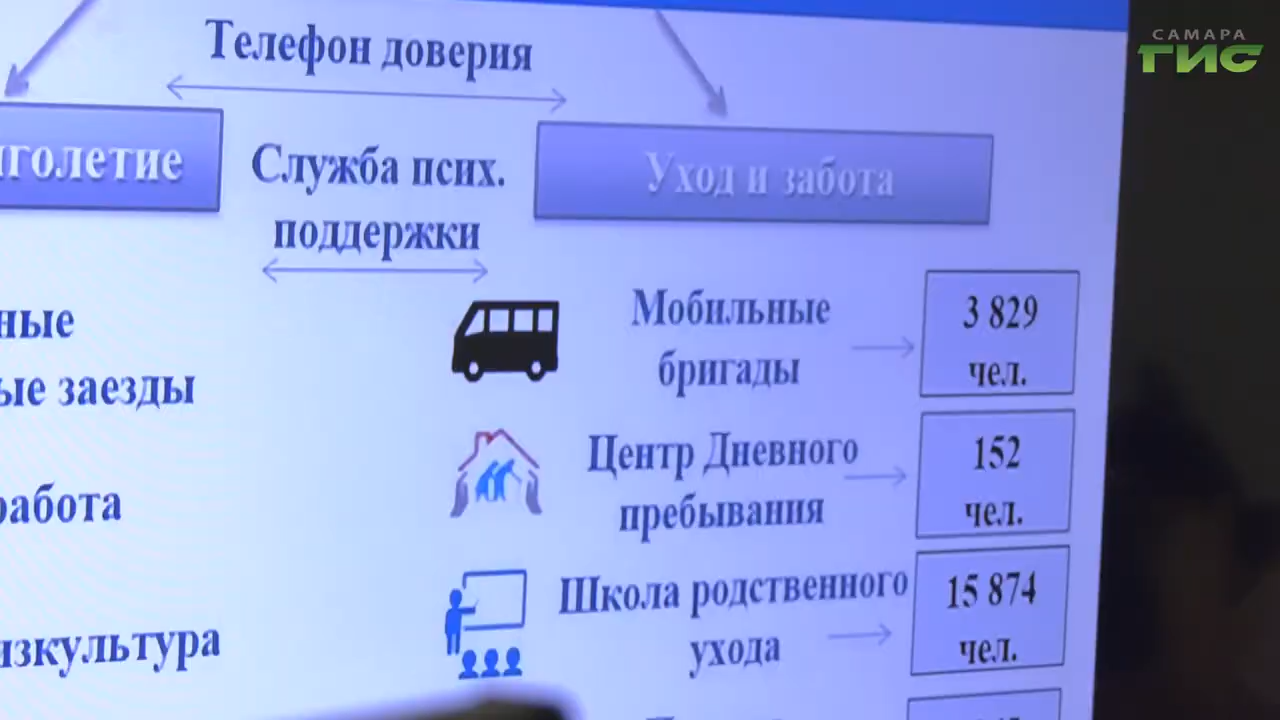 САМАРА
ГИС
Телефон доверия
голетие
Служба псих.
поддержки
Уход и забота
ные
ые заезды
работа
изкультура
Мобильные
бригады
3 829
чел.
Центр Дневного
пребывания
152
чел.
Школа родственного
ухода
15 874
чел.